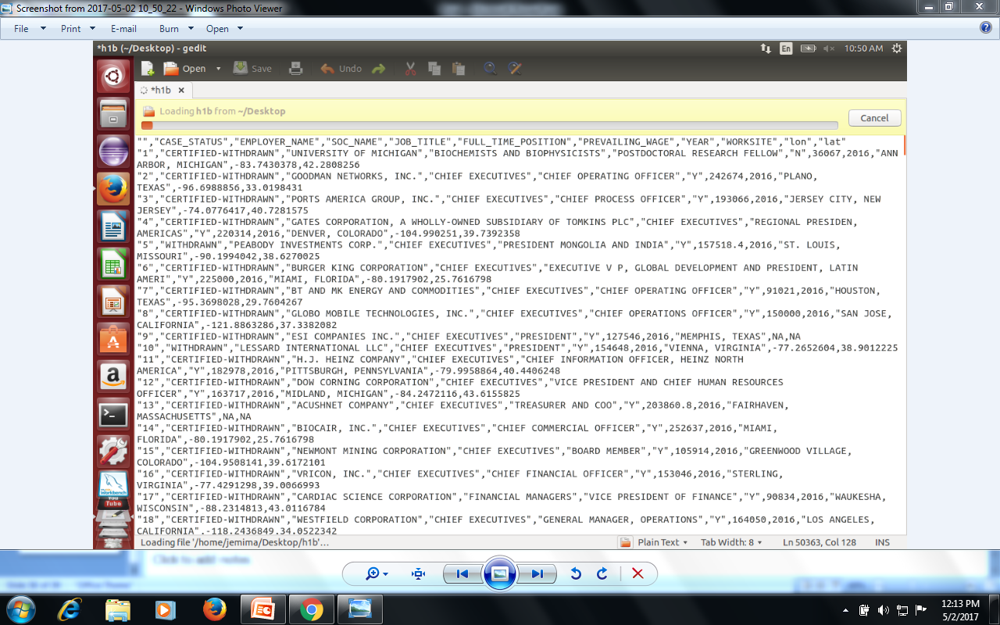 Screenshot from 2017-05-02 10_50_22 - Windows Photo Viewer
File Print E-mail Burn Open
*h1b (~/Desktop) - gedit En 10:50 AM
Open Save Undo
*h1b
Loading h1b from ~/Desktop
Cancel
"","CASE_STATUS","EMPLOYER_NAME","SOC_NAME","JOB_TITLE","FULL_TIME_POSITION","PREVAILING_WAGE","YEAR","WORKSITE","lon","lat"
"1","CERTIFIED-WITHDRAWN","UNIVERSITY OF MICHIGAN","BIOCHEMISTS AND BIOPHYSICISTS","POSTDOCTORAL RESEARCH FELLOW","N",36067,2016,"ANN
ARBOR, MICHIGAN",-83.7430378,42.2808256
"2","CERTIFIED-WITHDRAWN","GOODMAN NETWORKS, INC.","CHIEF EXECUTIVES","CHIEF OPERATING OFFICER","Y",242674,2016,"PLANO,
TEXAS",-96.6988856,33.0198431
"3","CERTIFIED-WITHDRAWN","PORTS AMERICA GROUP, INC.","CHIEF EXECUTIVES","CHIEF PROCESS OFFICER","Y",193066,2016,"JERSEY CITY, NEW
JERSEY",-74.0776417,40.7281575
"4","CERTIFIED-WITHDRAWN","GATES CORPORATION, A WHOLLY-OWNED SUBSIDIARY OF TOMKINS PLC","CHIEF EXECUTIVES","REGIONAL PRESIDEN,
AMERICAS","Y",220314,2016,"DENVER, COLORADO",-104.990251,39.7392358
"5","WITHDRAWN","PEABODY INVESTMENTS CORP.","CHIEF EXECUTIVES","PRESIDENT MONGOLIA AND INDIA","Y",157518.4,2016,"ST. LOUIS,
MISSOURI",-90.1994042,38.6270025
"6","CERTIFIED-WITHDRAWN","BURGER KING CORPORATION","CHIEF EXECUTIVES","EXECUTIVE V P, GLOBAL DEVELOPMENT AND PRESIDENT, LATIN
AMERI","Y",225000,2016,"MIAMI, FLORIDA",-80.1917902,25.7616798
"7","CERTIFIED-WITHDRAWN","BT AND MK ENERGY AND COMMODITIES","CHIEF EXECUTIVES","CHIEF OPERATING OFFICER","Y",91021,2016,"HOUSTON,
TEXAS",-95.3698028,29.7604267
"8","CERTIFIED-WITHDRAWN","GLOBO MOBILE TECHNOLOGIES, INC.","CHIEF EXECUTIVES","CHIEF OPERATIONS OFFICER","Y",150000,2016,"SAN JOSE,
CALIFORNIA",-121.8863286,37.3382082
"9","CERTIFIED-WITHDRAWN","ESI COMPANIES INC.","CHIEF EXECUTIVES","PRESIDENT","Y",127546,2016,"MEMPHIS, TEXAS",NA,NA
"10","WITHDRAWN","LESSARD INTERNATIONAL LLC","CHIEF EXECUTIVES","PRESIDENT","Y",154648,2016,"VIENNA, VIRGINIA",-77.2652604,38.9012225
"11","CERTIFIED-WITHDRAWN","H.J. HEINZ COMPANY","CHIEF EXECUTIVES","CHIEF INFORMATION OFFICER, HEINZ NORTH
AMERICA","Y",182978,2016,"PITTSBURGH, PENNSYLVANIA",-79.9958864,40.4406248
"12","CERTIFIED-WITHDRAWN","DOW CORNING CORPORATION","CHIEF EXECUTIVES","VICE PRESIDENT AND CHIEF HUMAN RESOURCES
OFFICER","Y",163717,2016,"MIDLAND, MICHIGAN",-84.2472116,43.6155825
"13","CERTIFIED-WITHDRAWN","ACUSHNET COMPANY","CHIEF EXECUTIVES","TREASURER AND COO","Y",203860.8,2016,"FAIRHAVEN,
MASSACHUSETTS",NA,NA
"14","CERTIFIED-WITHDRAWN","BIOCAIR, INC.","CHIEF EXECUTIVES","CHIEF COMMERCIAL OFFICER","Y",252637,2016,"MIAMI,
FLORIDA",-80.1917902,25.7616798
"15","CERTIFIED-WITHDRAWN","NEWMONT MINING CORPORATION","CHIEF EXECUTIVES","BOARD MEMBER","Y",105914,2016,"GREENWOOD VILLAGE,
COLORADO",-104.9508141,39.6172101
"16","CERTIFIED-WITHDRAWN","VRICON, INC.","CHIEF EXECUTIVES","CHIEF FINANCIAL OFFICER","Y",153046,2016,"STERLING,
VIRGINIA",-77.4291298,39.0066993
"17","CERTIFIED-WITHDRAWN","CARDIAC SCIENCE CORPORATION","FINANCIAL MANAGERS","VICE PRESIDENT OF FINANCE","Y",90834,2016,"WAUKESHA,
WISCONSIN",-88.2314813,43.0116784
"18","CERTIFIED-WITHDRAWN","WESTFIELD CORPORATION","CHIEF EXECUTIVES","GENERAL MANAGER, OPERATIONS","Y",164050,2016,"LOS ANGELES,
CALIFORNIA",-118.2436849,34.0522342
Workbench
You
Tube
Loading file '/home/jemima/Desktop/h1b'… Plain Text Tab Width: 8 Ln 50363, Col 128 INS
Click to add notes
12:13 PM
5/2/2017